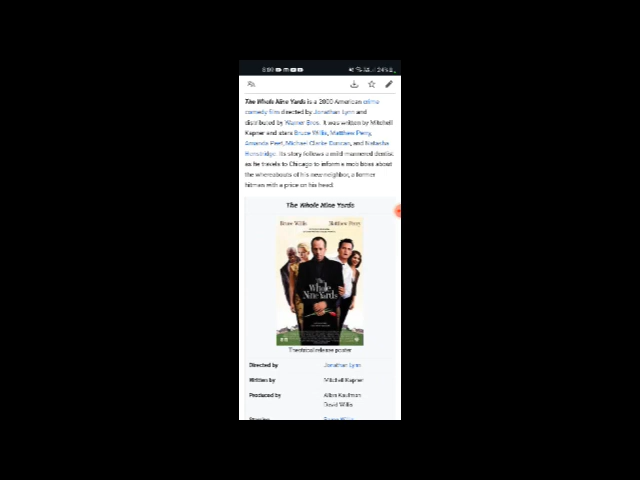 The Whole Nine Yards is a 2000 American crime
comedy film directed by Jonathan Lynn and
distributed by Warner Bros. It was written by Mitchell
Kapner and stars Bruce Willis, Matthew Perry,
Amanda Peet, Michael Clarke Duncan, and Natasha
Henstridge. Its story follows a mild mannered dentist
as he travels to Chicago to inform a mob boss about
the whereabouts of his new neighbor, a former
hitman with a price on his head.
The Whole Nine Yards
Bruce Willis Matthew Perry
The
Whole
Nine Yards
Theatrical release poster
Directed by Jonathan Lynn
Written by Mitchell Kapner
Produced by Allan Kaufman
David Willis